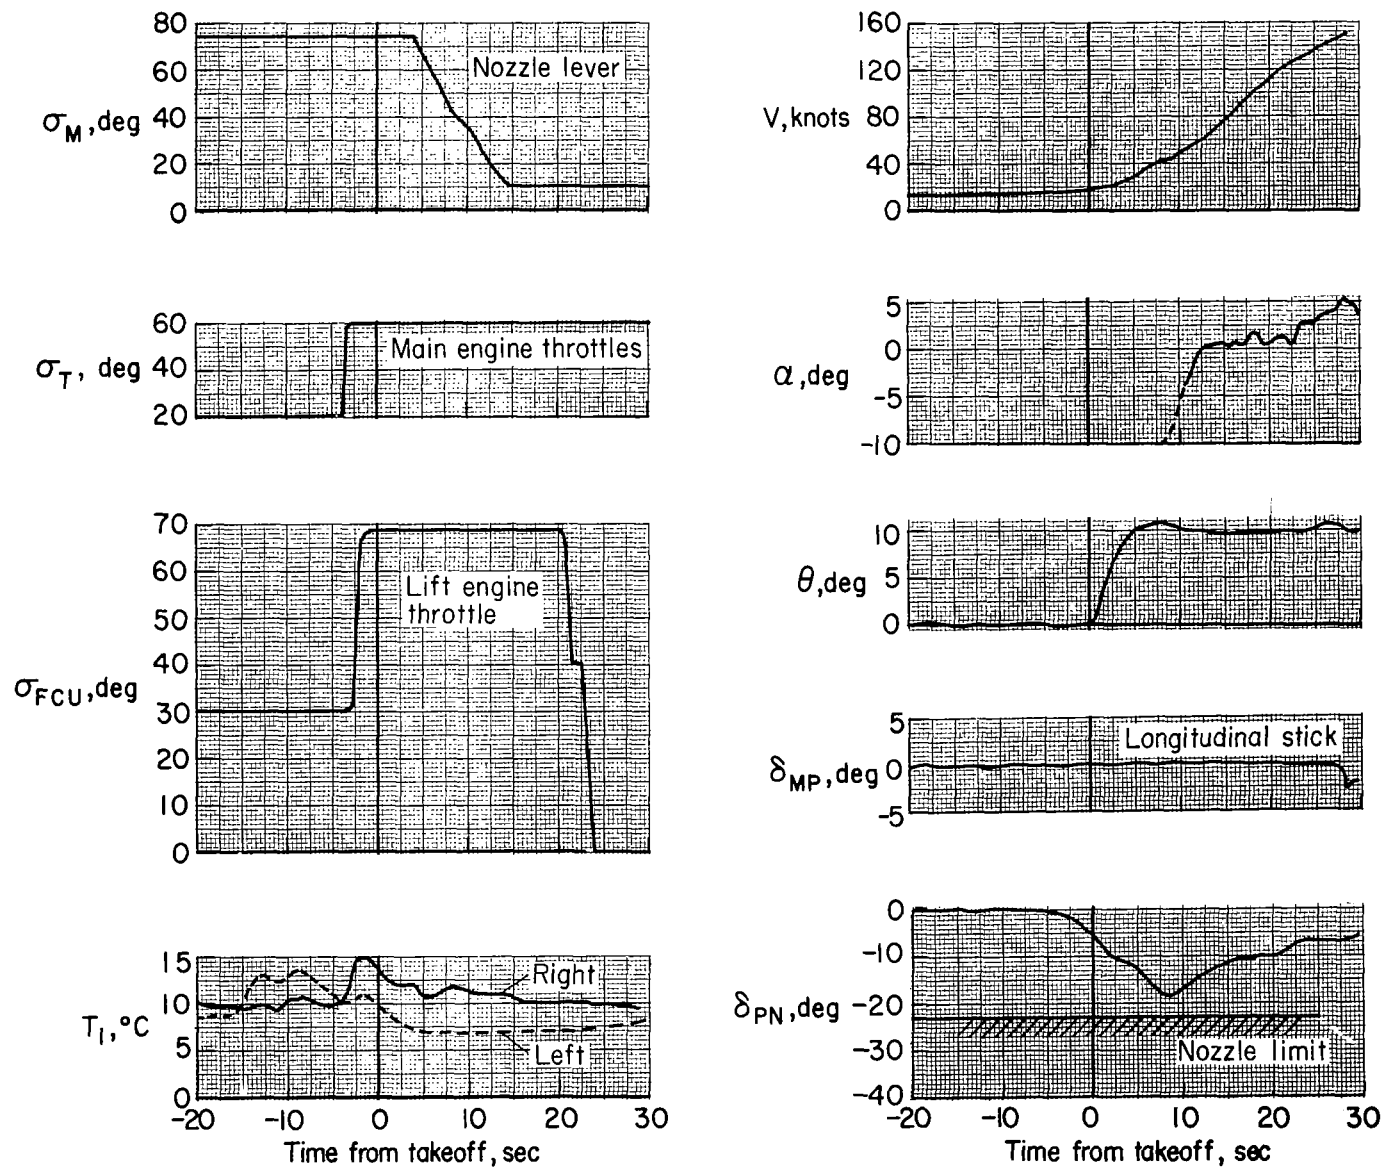 80
60
40
20
0
σM, deg
Nozzle lever
60
40
20
σT, deg
Main engine throttles
70
60
50
40
30
20
10
0
σFCU, deg
Lift engine
throttle
15
10
5
0
T1, °C
Right
Left
-20 -10 0 10 20 30
Time from takeoff, sec
160
120
80
40
0
V, knots
5
0
-5
-10
α, deg
10
5
0
θ, deg
5
0
-5
δMP, deg
Longitudinal stick
0
-10
-20
-30
-40
δPN, deg
Nozzle limit
-20 -10 0 10 20 30
Time from takeoff, sec